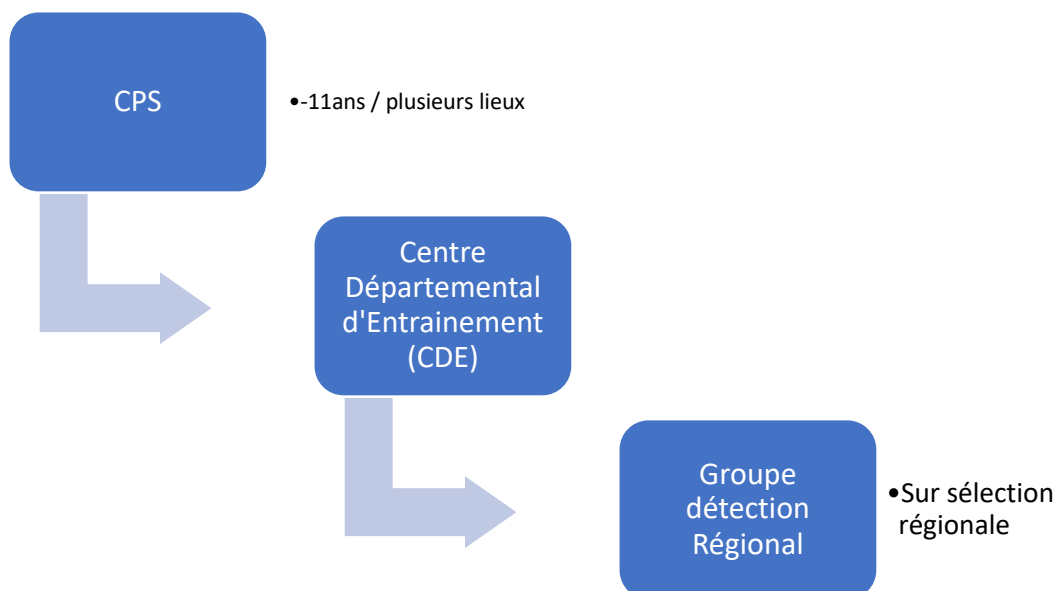 CPS
•-11ans / plusieurs lieux
Centre
Départemental
d'Entrainement
(CDE)
Groupe
détection
Régional
•Sur sélection
régionale